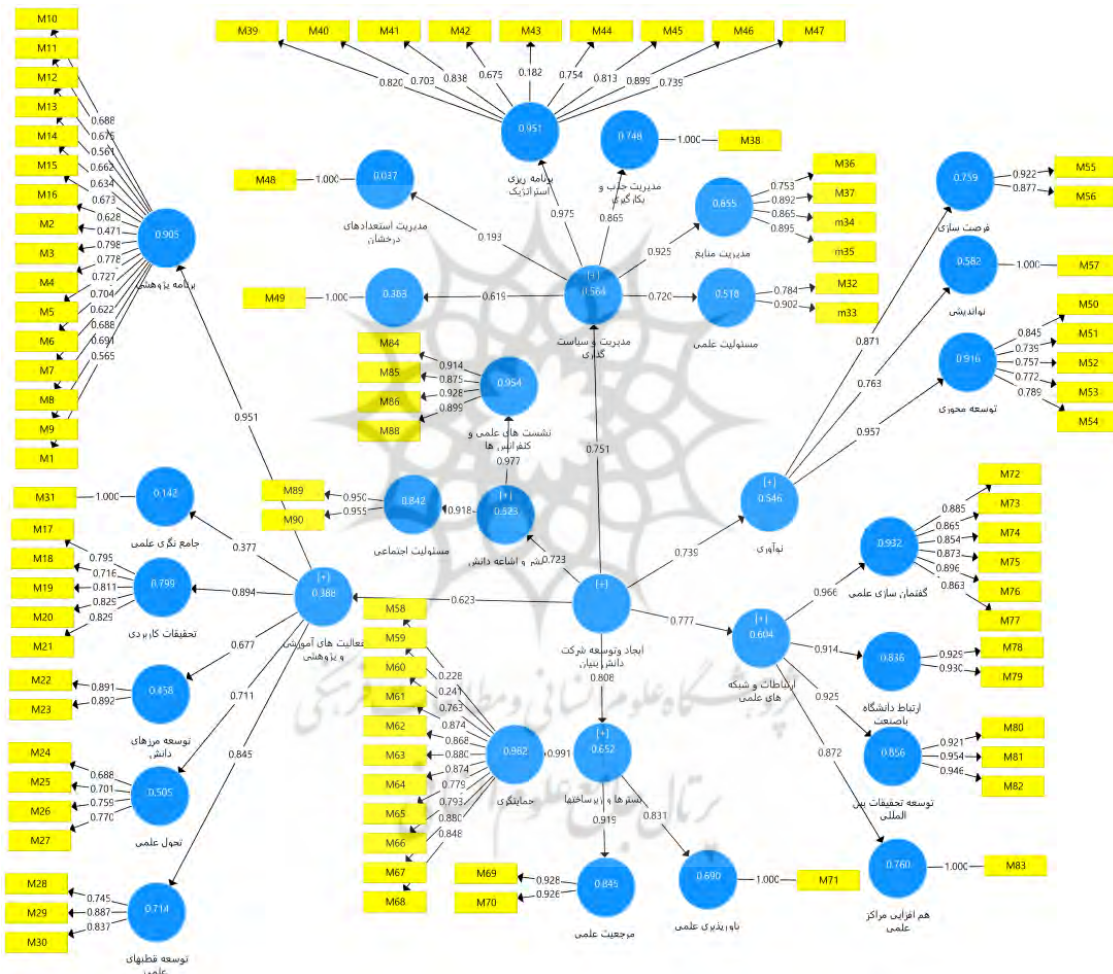 M10
M11
M12
M13
M14
M15
M16
M2
M3
M4
M5
M6
M7
M8
M9
M1
0.688
0.675
0.561
0.662
0.634
0.673
0.628
0.471
0.798
0.778
0.727
0.704
0.622
0.688
0.691
0.565
0.905
برنامه پژوهشی
0.951
M39
M40
M41
M42
M43
M44
M45
M46
M47
0.820
0.703
0.838
0.675
0.182
0.754
0.813
0.899
0.739
0.951
برنامه ریزی
استراتژیک
0.975
0.748
1.000
M38
مدیریت جذب و
بکارگیری
0.865
M48
1.000
0.037
مدیریت استعدادهای
درخشان
0.193
0.855
مدیریت منابع
0.925
0.753
0.892
0.865
0.895
M36
M37
m34
m35
M49
1.000
0.383
0.619
[+]
0.564
مدیریت و سیاست
گذاری
0.720
0.518
مسئولیت علمی
0.784
0.902
M32
m33
0.751
M84
M85
M86
M88
0.914
0.875
0.928
0.899
0.954
نشست های علمی و
کنفرانس ها
0.977
M89
M90
0.950
0.955
0.842
مسئولیت اجتماعی
0.918
[+]
0.523
نشر و اشاعه دانش
0.723
0.759
فرصت سازی
0.922
0.877
M55
M56
0.871
0.582
نواندیشی
1.000
M57
0.763
0.916
توسعه محوری
0.845
0.739
0.757
0.772
0.789
M50
M51
M52
M53
M54
0.957
[+]
0.546
نوآوری
0.739
M31
1.000
0.142
جامع نگری علمی
0.377
M17
M18
M19
M20
M21
0.795
0.716
0.811
0.825
0.829
0.799
تحقیقات کاربردی
0.894
[+]
0.388
فعالیت های آموزشی
و پژوهشی
0.623
[+]
ایجاد وتوسعه شرکت
دانش بنیان
0.777
M22
M23
0.891
0.892
0.458
توسعه مرزهای
دانش
0.677
M24
M25
M26
M27
0.688
0.701
0.759
0.770
0.505
تحول علمی
0.711
M28
M29
M30
0.745
0.887
0.837
0.714
توسعه قطبهای
علمی
0.845
M58
M59
M60
M61
M62
M63
M64
M65
M66
M67
M68
0.228
0.241
0.763
0.874
0.868
0.880
0.874
0.779
0.793
0.880
0.848
0.982
حمایتگری
0.991
0.808
[+]
0.652
بسترها و زیرساختها
0.919
0.831
M69
M70
0.928
0.926
0.845
مرجعیت علمی
0.690
باورپذیری علمی
1.000
M71
[+]
0.604
ارتباطات و شبکه
های علمی
0.966
0.932
گفتمان سازی علمی
0.885
0.865
0.854
0.873
0.896
0.863
M72
M73
M74
M75
M76
M77
0.914
0.836
ارتباط دانشگاه
باصنعت
0.929
0.930
M78
M79
0.925
0.856
توسعه تحقیقات بین
المللی
0.921
0.954
0.946
M80
M81
M82
0.872
0.760
هم افزایی مراکز
علمی
1.000
M83
پژوهشگاه علوم انسانی و مطالعات فرهنگی
پرتال جامع علوم انسانی